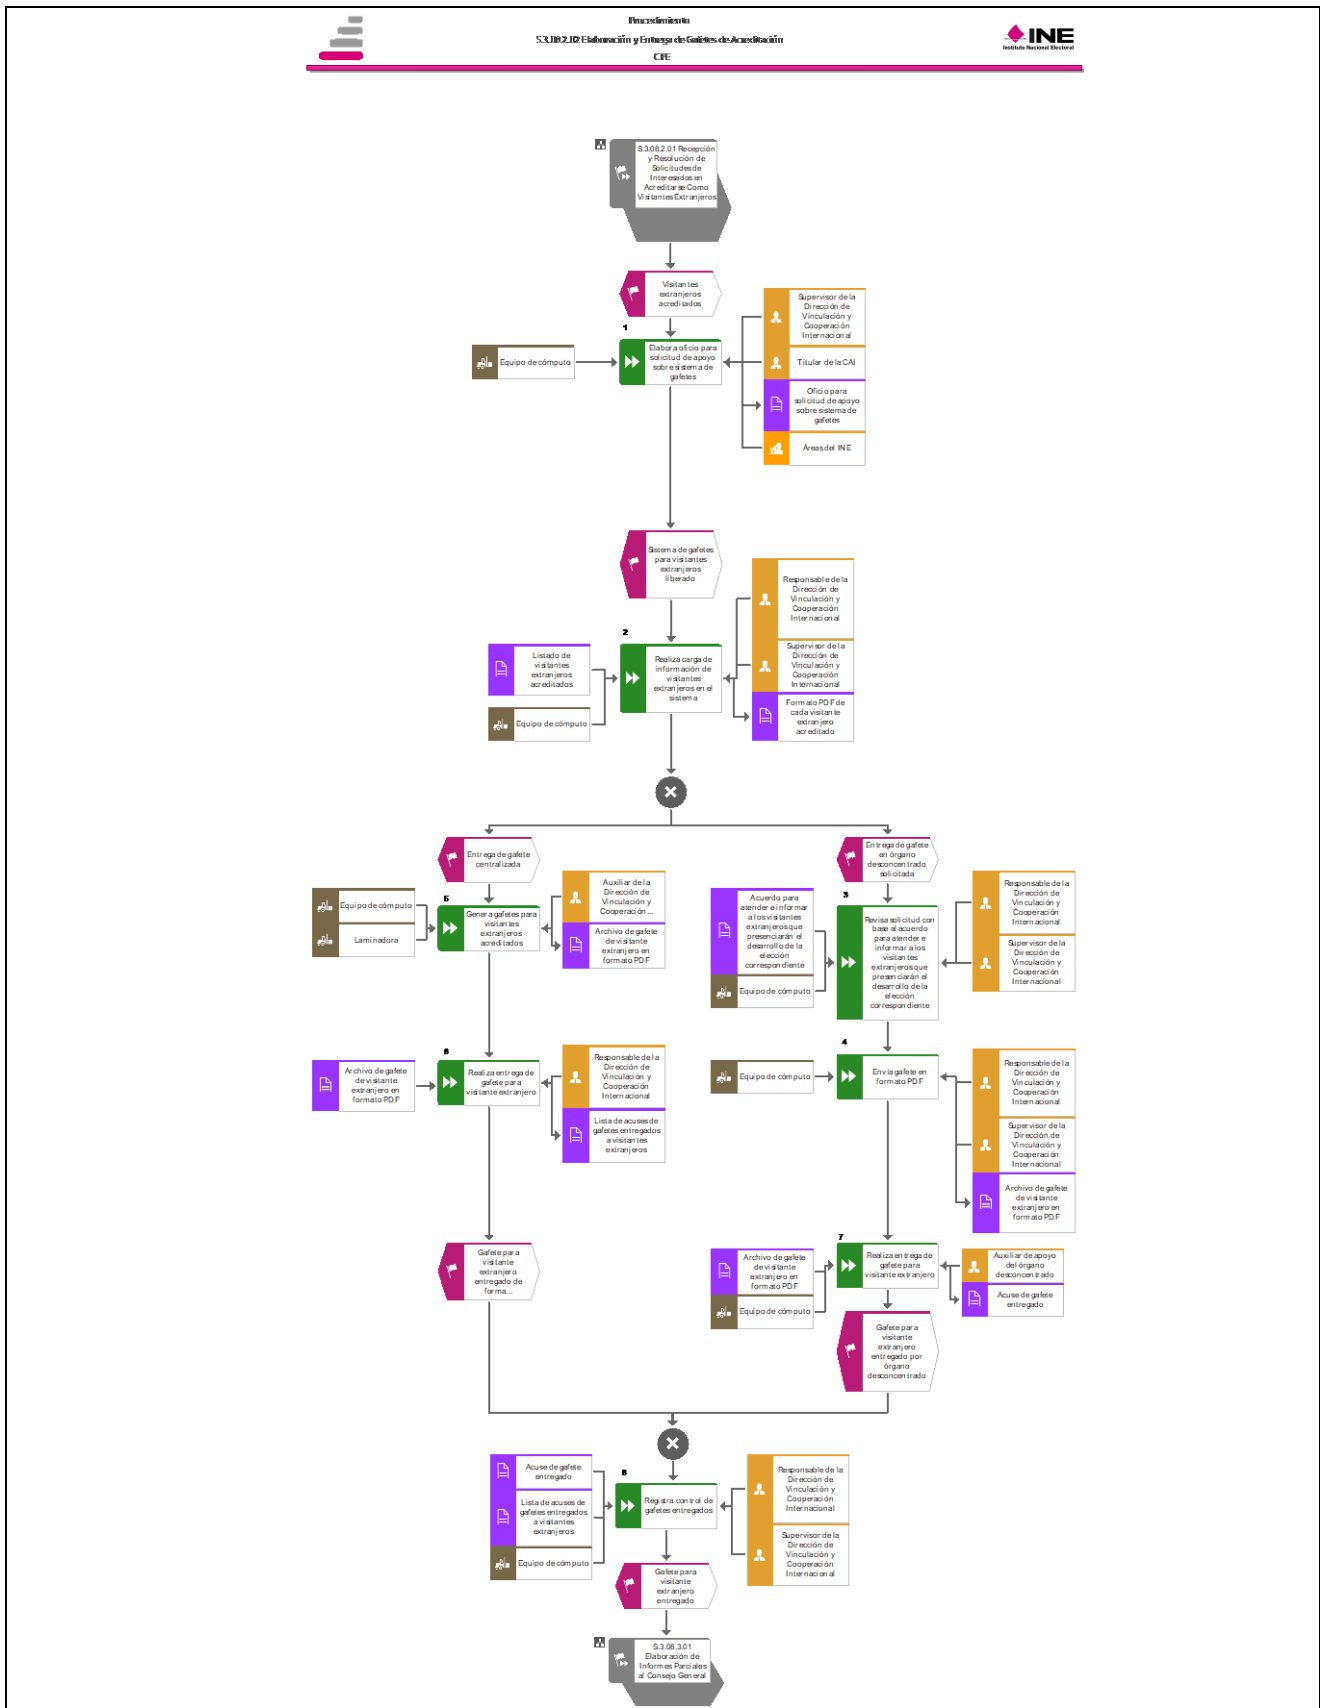 Procedimiento
S.3.08.2.02 Elaboración y Entrega de Gafetes de Acreditación
INE
Instituto Nacional Electoral
S.3.08.2.01 Recepción
y Resolución de
Solicitudes de
Interesados en
Acreditarse Como
Visitantes Extranjeros
Visitantes
extranjeros
acreditados
1
Elabora oficio para
solicitud de apoyo
sobre sistema de
gafetes
Equipo de cómputo
Supervisor de la
Dirección de
Vinculación y
Cooperación
Internacional
Titular de la CAI
Oficio para
solicitud de apoyo
sobre sistema de
gafetes
Áreas del INE
Sistema de gafetes
para visitantes
extranjeros
liberado
2
Realiza carga de
información de
visitantes
extranjeros en el
sistema
Listado de
visitantes
extranjeros
acreditados
Equipo de cómputo
Responsable de la
Dirección de
Vinculación y
Cooperación
Internacional
Supervisor de la
Dirección de
Vinculación y
Cooperación
Internacional
Formato PDF de
cada visitante
extranjero
acreditado
Entrega de gafete
centralizada
5
Genera gafetes para
visitantes
extranjeros
acreditados
Equipo de cómputo
Laminadora
Auxiliar de la
Dirección de
Vinculación y
Cooperación ...
Archivo de gafete
de visitante
extranjero en
formato PDF
Entrega de gafete
en órgano
desconcentrado
solicitada
3
Revisa solicitud con
base al acuerdo
para atender e
informar a los
visitantes
extranjeros que
presenciarán el
desarrollo de la
elección
correspondiente
Acuerdo para
atender e informar
a los visitantes
extranjeros que
presenciarán el
desarrollo de la
elección
correspondiente
Equipo de cómputo
Responsable de la
Dirección de
Vinculación y
Cooperación
Internacional
Supervisor de la
Dirección de
Vinculación y
Cooperación
Internacional
6
Realiza entrega de
gafete para
visitante extranjero
Archivo de gafete
de visitante
extranjero en
formato PDF
Responsable de la
Dirección de
Vinculación y
Cooperación
Internacional
Lista de acuses de
gafetes entregados
a visitantes
extranjeros
4
Envía gafete en
formato PDF
Equipo de cómputo
Responsable de la
Dirección de
Vinculación y
Cooperación
Internacional
Supervisor de la
Dirección de
Vinculación y
Cooperación
Internacional
Archivo de gafete
de visitante
extranjero en
formato PDF
Gafete para
visitante
extranjero
entregado de
forma...
7
Realiza entrega de
gafete para
visitante extranjero
Archivo de gafete
de visitante
extranjero en
formato PDF
Equipo de cómputo
Auxiliar de apoyo
del órgano
desconcentrado
Acuse de gafete
entregado
Gafete para
visitante
extranjero
entregado por
órgano
desconcentrado
8
Registra control de
gafetes entregados
Acuse de gafete
entregado
Lista de acuses de
gafetes entregados
a visitantes
extranjeros
Equipo de cómputo
Responsable de la
Dirección de
Vinculación y
Cooperación
Internacional
Supervisor de la
Dirección de
Vinculación y
Cooperación
Internacional
Gafete para
visitante
extranjero
entregado
S.3.08.3.01
Elaboración de
Informes Parciales
al Consejo General